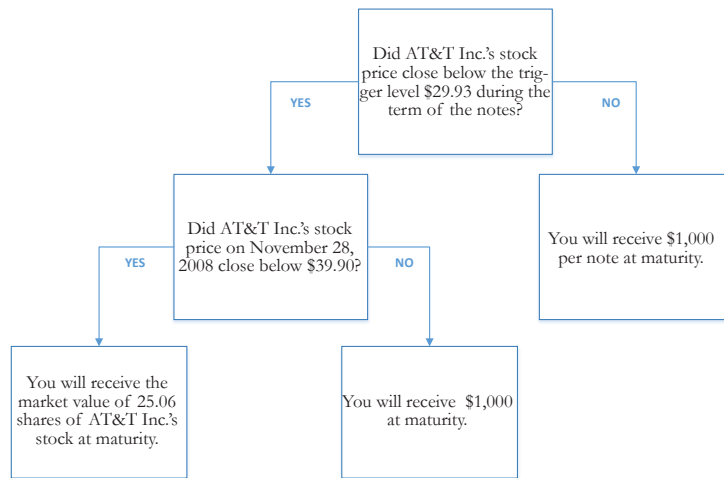 Did AT&T Inc.'s stock
price close below the trig-
ger level $29.93 during the
term of the notes?
YES
NO
Did AT&T Inc.'s stock
price on November 28,
2008 close below $39.90?
You will receive $1,000
per note at maturity.
YES
NO
You will receive the
market value of 25.06
shares of AT&T Inc.'s
stock at maturity.
You will receive $1,000
at maturity.